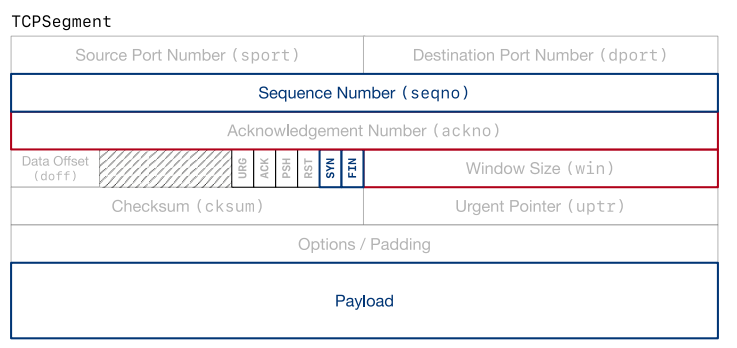 TCPSegment
Source Port Number (sport) Destination Port Number (dport)
Sequence Number (seqno)
Acknowledgement Number (ackno)
Data Offset (doff) URG ACK PSH RST SYN FIN Window Size (win)
Checksum (cksum) Urgent Pointer (uptr)
Options / Padding
Payload